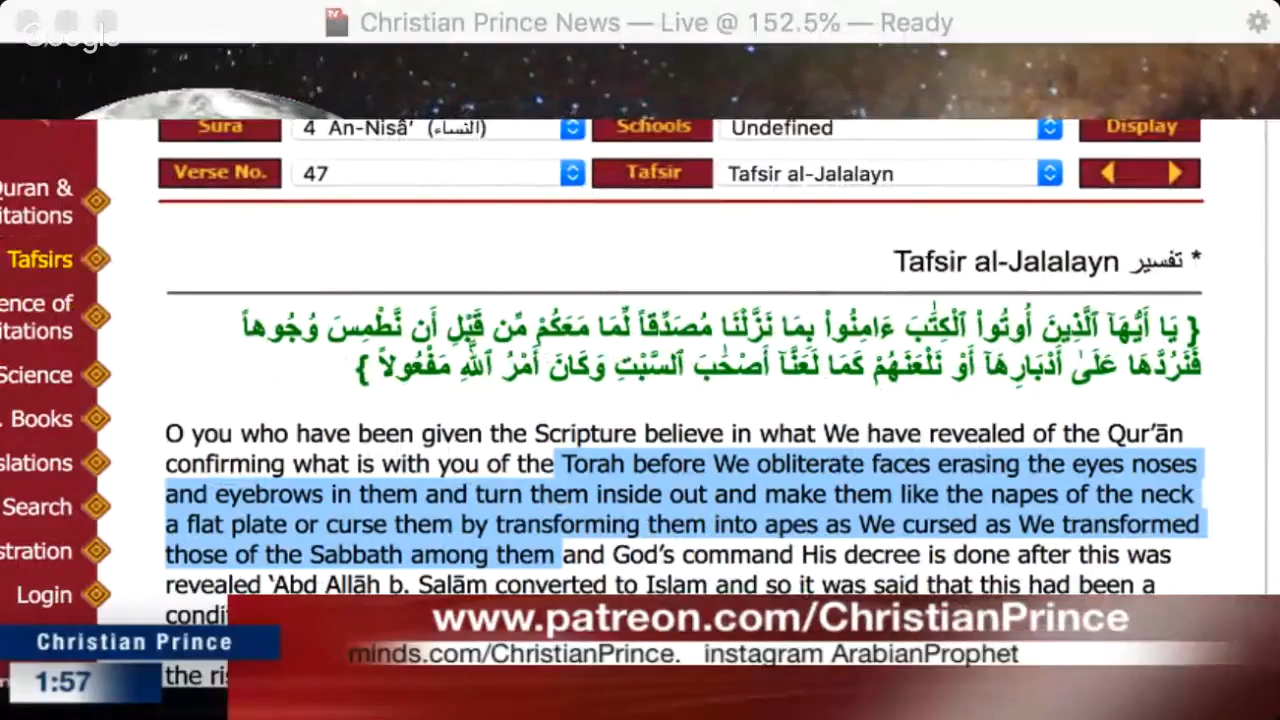 Christian Prince News — Live @ 152.5% — Ready
Google
Sura
4 An-Nisâ' (النساء)
Schools
Undefined
Display
Verse No.
47
Tafsir
Tafsir al-Jalalayn
Quran &
itations
Tafsirs
ence of
itations
Science
. Books
slations
Search
stration
Login
* تفسير Tafsir al-Jalalayn
{ يَا أَيُّهَآ ٱلَّذِينَ أُوتُواْ ٱلْكِتَٰبَ ءَامِنُواْ بِمَا نَزَّلْنَا مُصَدِّقاً لِّمَا مَعَكُمْ مِّن قَبْلِ أَن نَّطْمِسَ وُجُوهاً
فَنَرُدَّهَا عَلَىٰ أَدْبَارِهَآ أَوْ نَلْعَنَهُمْ كَمَا لَعَنَّآ أَصْحَٰبَ ٱلسَّبْتِ وَكَانَ أَمْرُ ٱللَّهِ مَفْعُولاً }
O you who have been given the Scripture believe in what We have revealed of the Qur’ān
confirming what is with you of the Torah before We obliterate faces erasing the eyes noses
and eyebrows in them and turn them inside out and make them like the napes of the neck
a flat plate or curse them by transforming them into apes as We cursed as We transformed
those of the Sabbath among them and God’s command His decree is done after this was
revealed ‘Abd Allāh b. Salām converted to Islam and so it was said that this had been a
condi
the ri
www.patreon.com/ChristianPrince
minds.com/ChristianPrince. instagram ArabianProphet
Christian Prince
1:57